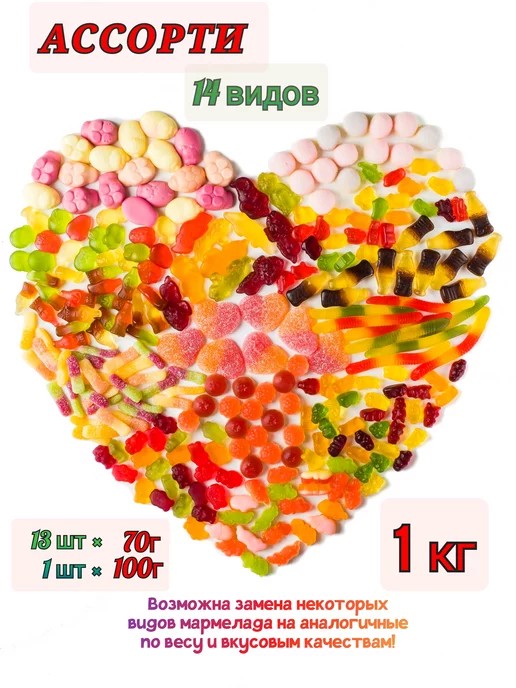 АССОРТИ
14 видов
13 шт × 70г
1 шт × 100г
1 кг
Возможна замена некоторых
видов мармелада на аналогичные
по весу и вкусовым качествам!